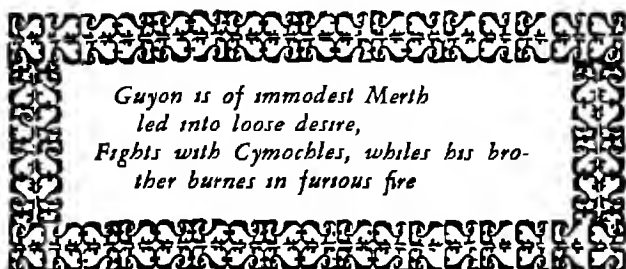 Guyon is of immodest Merth
led into loose desire,
Fights with Cymochles, whiles his bro-
ther burnes in furious fire